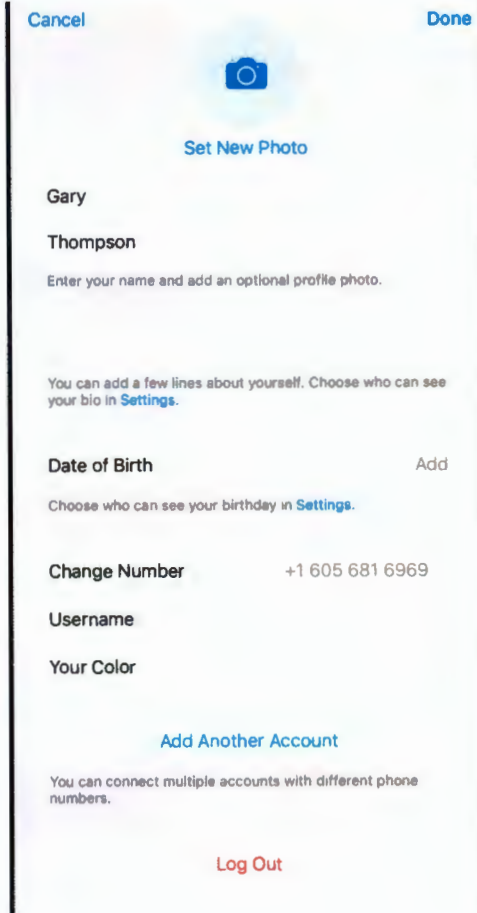 Cancel
Done
Set New Photo
Gary
Thompson
Enter your name and add an optional profile photo.
You can add a few lines about yourself. Choose who can see
your bio in Settings.
Date of Birth
Add
Choose who can see your birthday in Settings.
Change Number
+1 605 681 6969
Username
Your Color
Add Another Account
You can connect multiple accounts with different phone
numbers.
Log Out